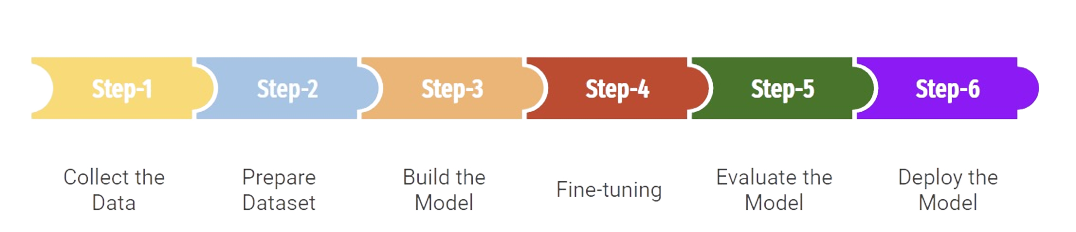 Step-1
Step-2
Step-3
Step-4
Step-5
Step-6
Collect the
Data
Prepare
Dataset
Build the
Model
Fine-tuning
Evaluate the
Model
Deploy the
Model